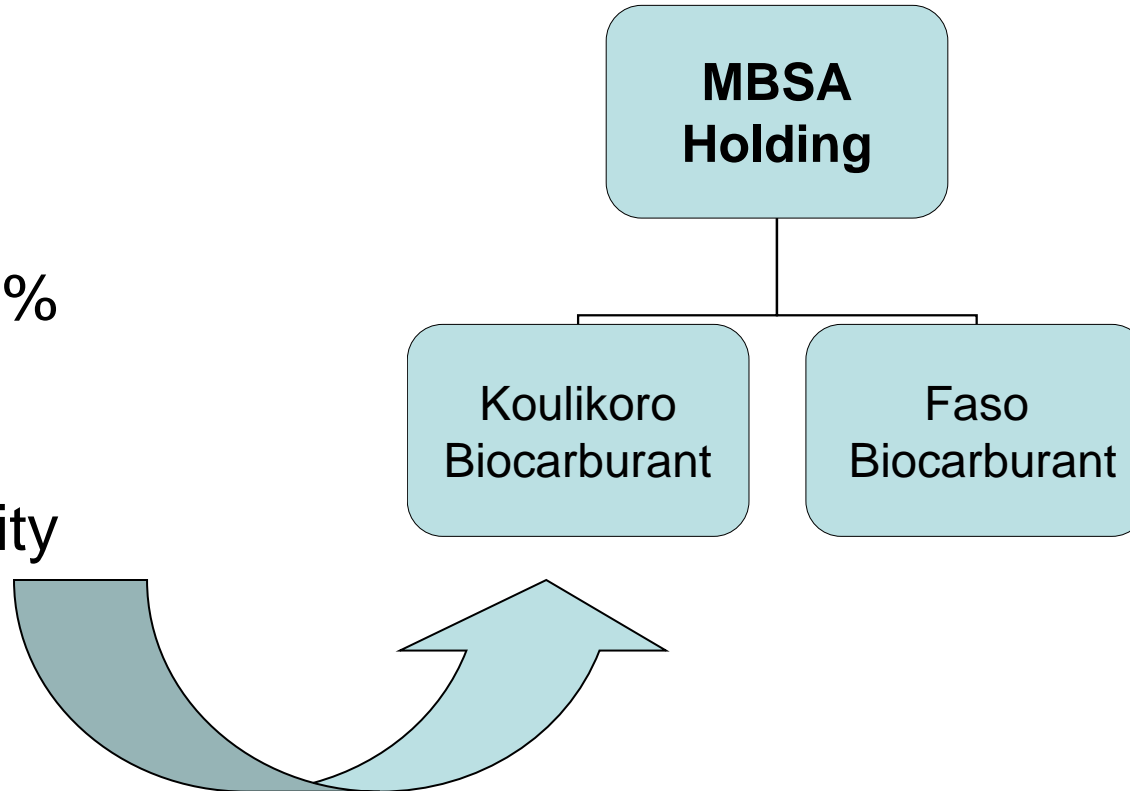 MBSA
Holding
%
Koulikoro
Biocarburant
Faso
Biocarburant
ity